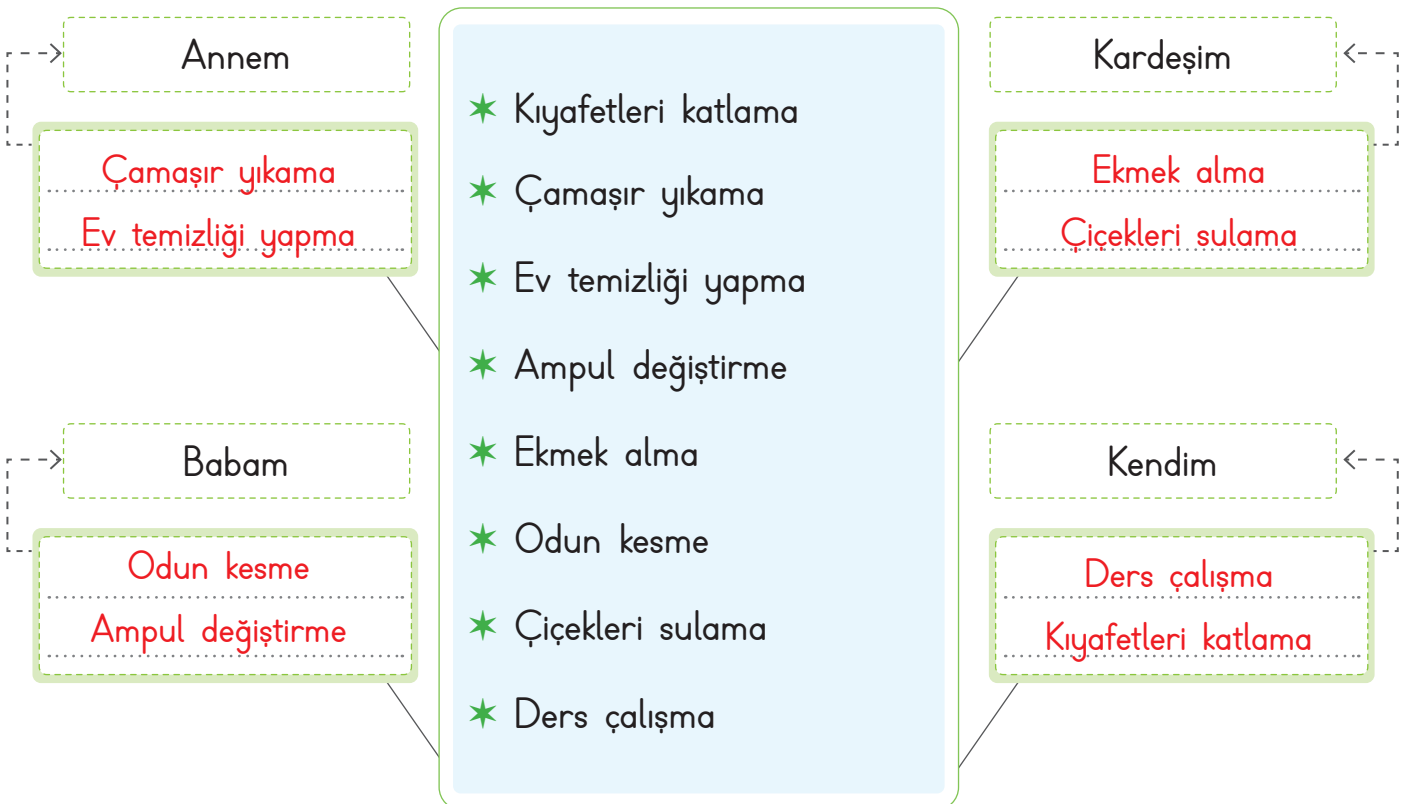 Annem
Çamaşır yıkama
Ev temizliği yapma
Babam
Odun kesme
Ampul değiştirme
Kıyafetleri katlama
Çamaşır yıkama
Ev temizliği yapma
Ampul değiştirme
Ekmek alma
Odun kesme
Çiçekleri sulama
Ders çalışma
Kardeşim
Ekmek alma
Çiçekleri sulama
Kendim
Ders çalışma
Kıyafetleri katlama